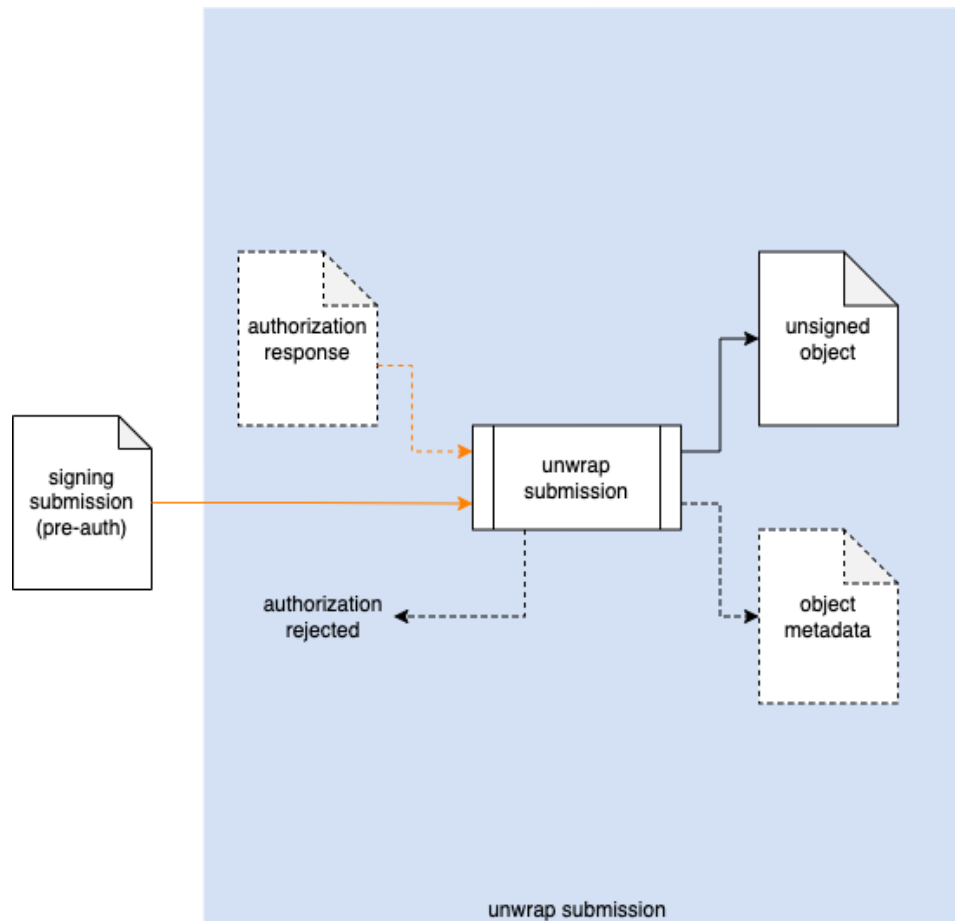 authorization
response
unsigned
object
signing
submission
(pre-auth)
unwrap
submission
authorization
rejected
object
metadata
unwrap submission